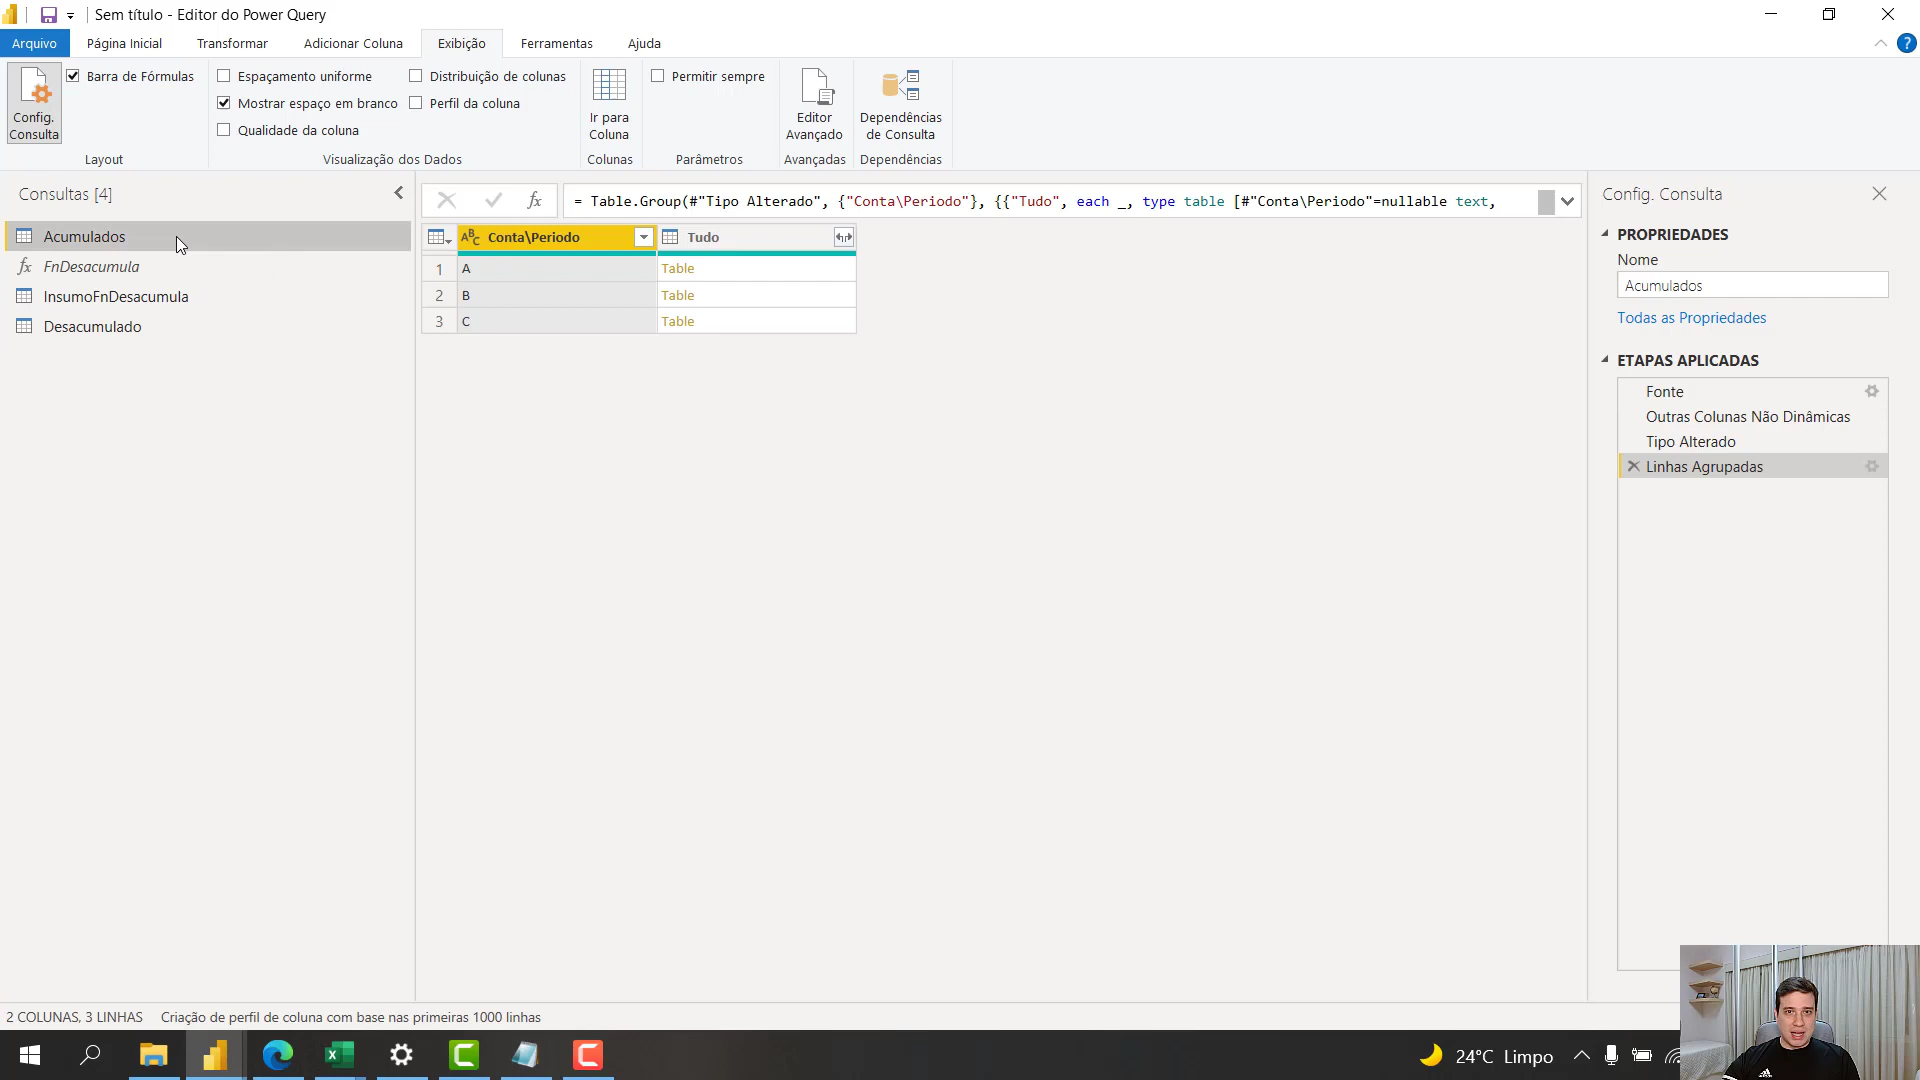 Sem título - Editor do Power Query
Arquivo Página Inicial Transformar Adicionar Coluna Exibição Ferramentas Ajuda
Config. Consulta
Barra de Fórmulas
Layout
Espaçamento uniforme
Mostrar espaço em branco
Qualidade da coluna
Distribuição de colunas
Perfil da coluna
Visualização dos Dados
Ir para Coluna
Colunas
Permitir sempre
Parâmetros
Editor Avançado
Avançadas
Dependências de Consulta
Dependências
Consultas [4]
Acumulados
FnDesacumula
InsumoFnDesacumula
Desacumulado
fx
= Table.Group(#"Tipo Alterado", {"Conta\Periodo"}, {{"Tudo", each _, type table [#"Conta\Periodo"=nullable text,
Conta\Periodo Tudo
1 A Table
2 B Table
3 C Table
Config. Consulta
PROPRIEDADES
Nome
Acumulados
Todas as Propriedades
ETAPAS APLICADAS
Fonte
Outras Colunas Não Dinâmicas
Tipo Alterado
Linhas Agrupadas
2 COLUNAS, 3 LINHAS Criação de perfil de coluna com base nas primeiras 1000 linhas
24°C Limpo